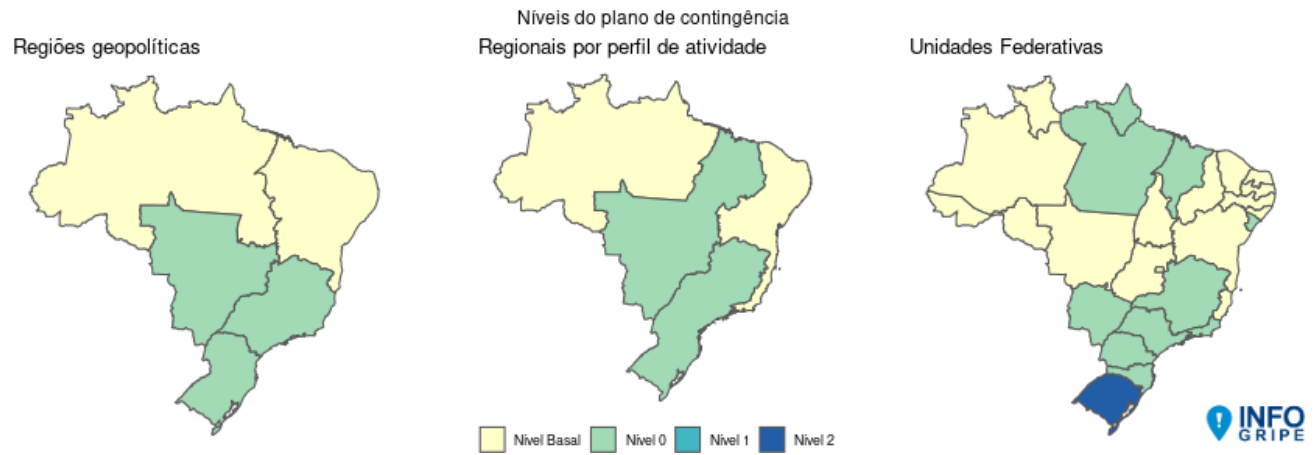 Níveis do plano de contingência
Regiões geopolíticas
Regionais por perfil de atividade
Unidades Federativas
Nível Basal
Nível 0
Nível 1
Nível 2
INFO
GRIPE